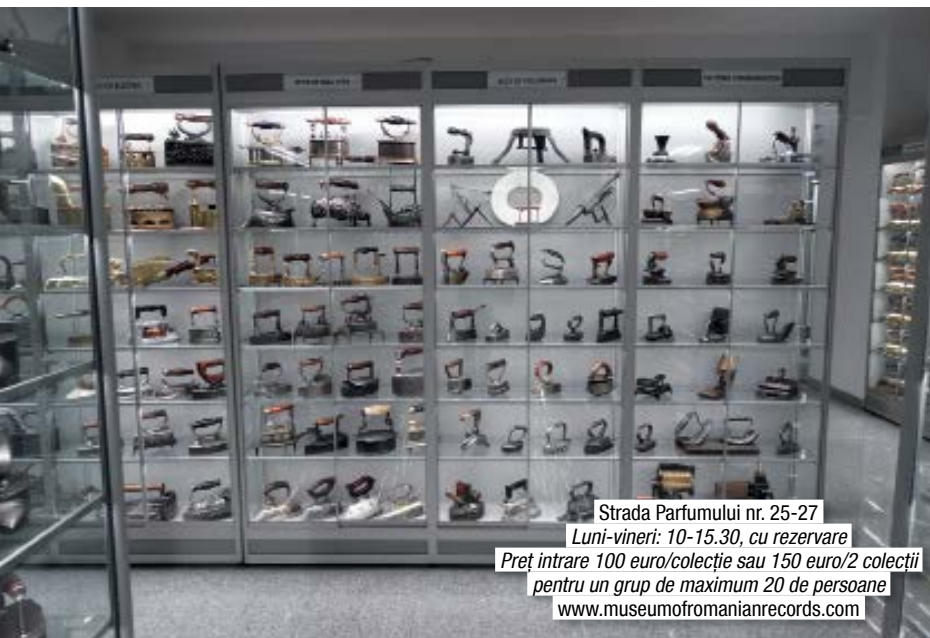 Strada Parfumului nr. 25-27
Luni-vineri: 10-15.30, cu rezervare
Preț intrare 100 euro/colecție sau 150 euro/2 colecții
pentru un grup de maximum 20 de persoane
www.museumofromanianrecords.com